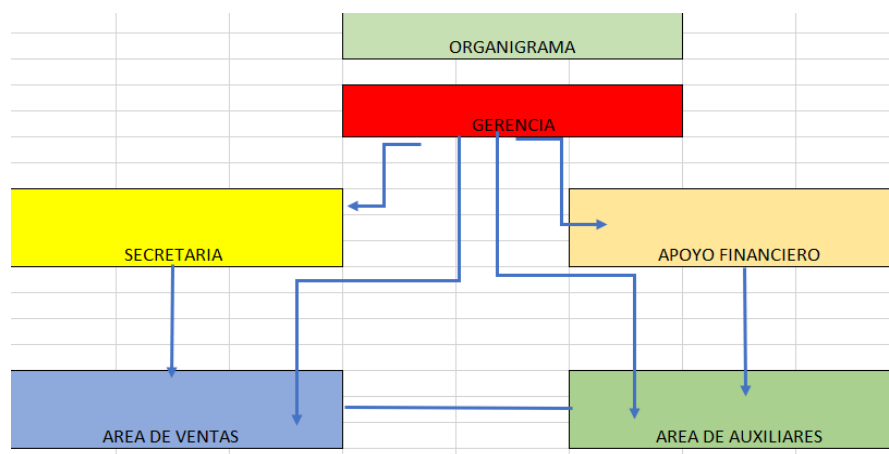 ORGANIGRAMA
GERENCIA
SECRETARIA
APOYO FINANCIERO
AREA DE VENTAS
AREA DE AUXILIARES